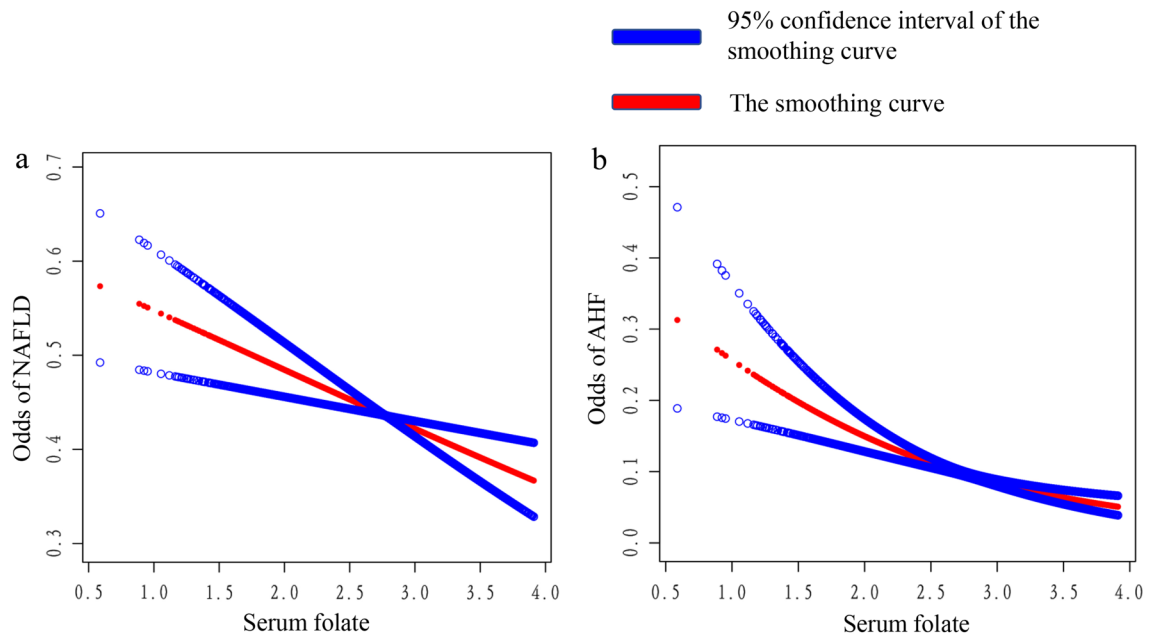 95% confidence interval of the
smoothing curve
The smoothing curve
a
0.7
0.6
0.5
0.4
0.3
Odds of NAFLD
0.5 1.0 1.5 2.0 2.5 3.0 3.5 4.0
Serum folate
b
0.5
0.4
0.3
0.2
0.1
0.0
Odds of AHF
0.5 1.0 1.5 2.0 2.5 3.0 3.5 4.0
Serum folate